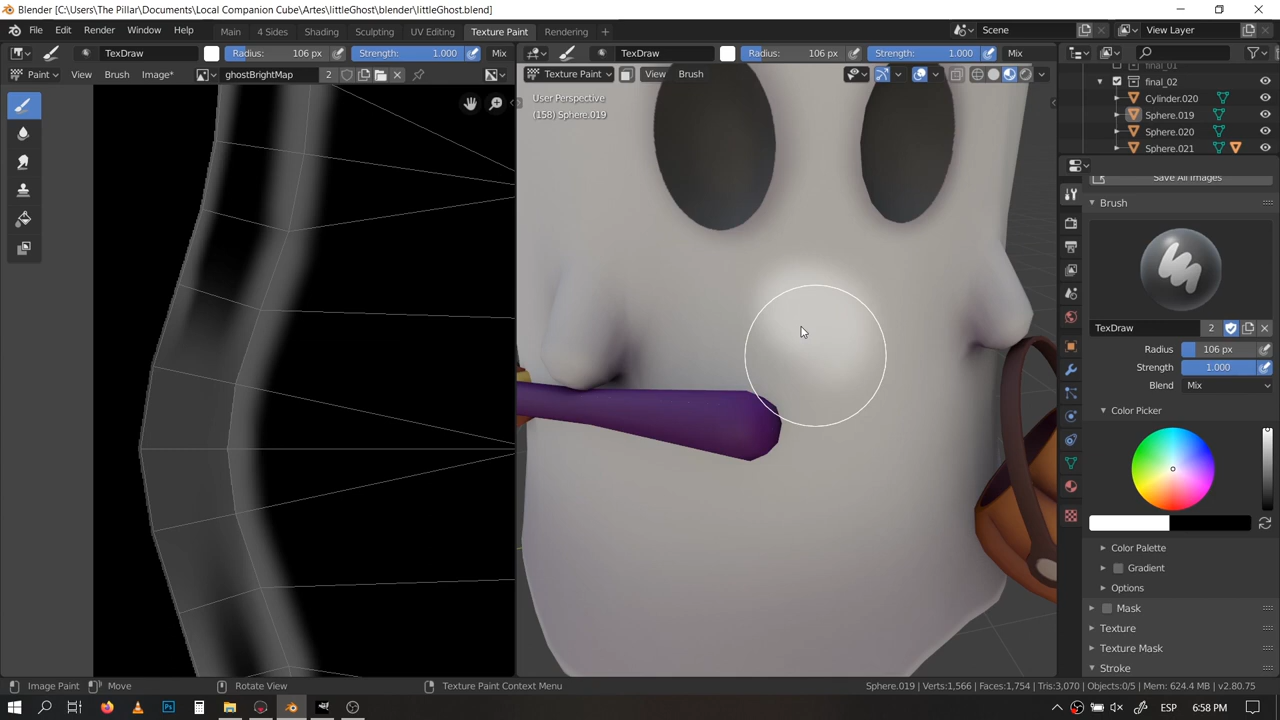 Blender [C:\Users\The Pillar\Documents\Local Companion Cube\Artes\littleGhost\blender\littleGhost.blend]
File Edit Render Window Help Main 4 Sides Shading Sculpting UV Editing Texture Paint Rendering + Scene View Layer
TexDraw Radius: 106 px Strength: 1.000 Mix TexDraw Radius: 106 px Strength: 1.000 Mix
Paint View Brush Image* ghostBrightMap 2 Texture Paint View Brush
final_01
final_02
Cylinder.020
Sphere.019
Sphere.020
Sphere.021
User Perspective
(158) Sphere.019
Save All Images
Brush
TexDraw 2
Radius 106 px
Strength 1.000
Blend Mix
Color Picker
Color Palette
Gradient
Options
Mask
Texture
Texture Mask
Stroke
Image Paint Move Rotate View Texture Paint Context Menu Sphere.019 | Verts:1,566 | Faces:1,754 | Tris:3,070 | Objects:0/5 | Mem: 624.4 MB | v2.80.75
ESP 6:58 PM